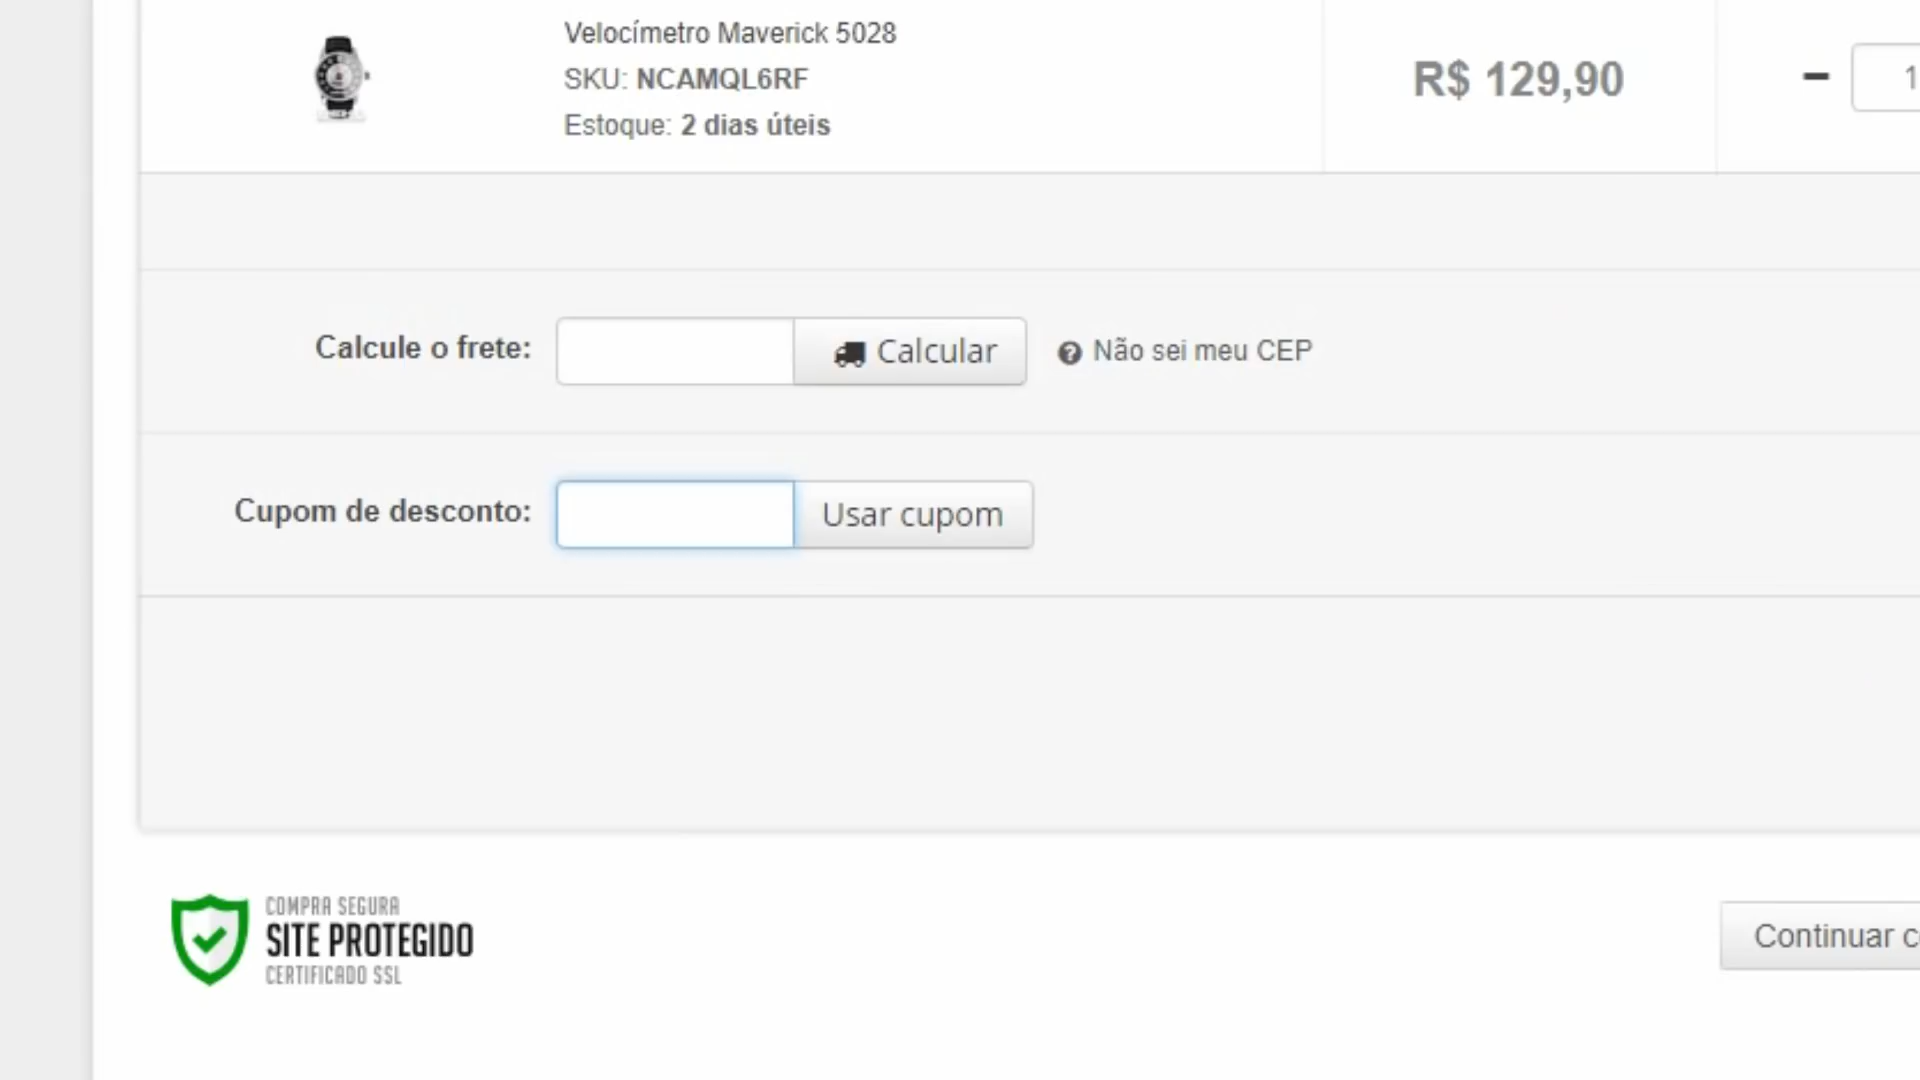 Velocímetro Maverick 5028
SKU: NCAMQL6RF
Estoque: 2 dias úteis
R$ 129,90
1
Calcule o frete:
Calcular
Não sei meu CEP
Cupom de desconto:
Usar cupom
COMPRA SEGURA
SITE PROTEGIDO
CERTIFICADO SSL
Continuar